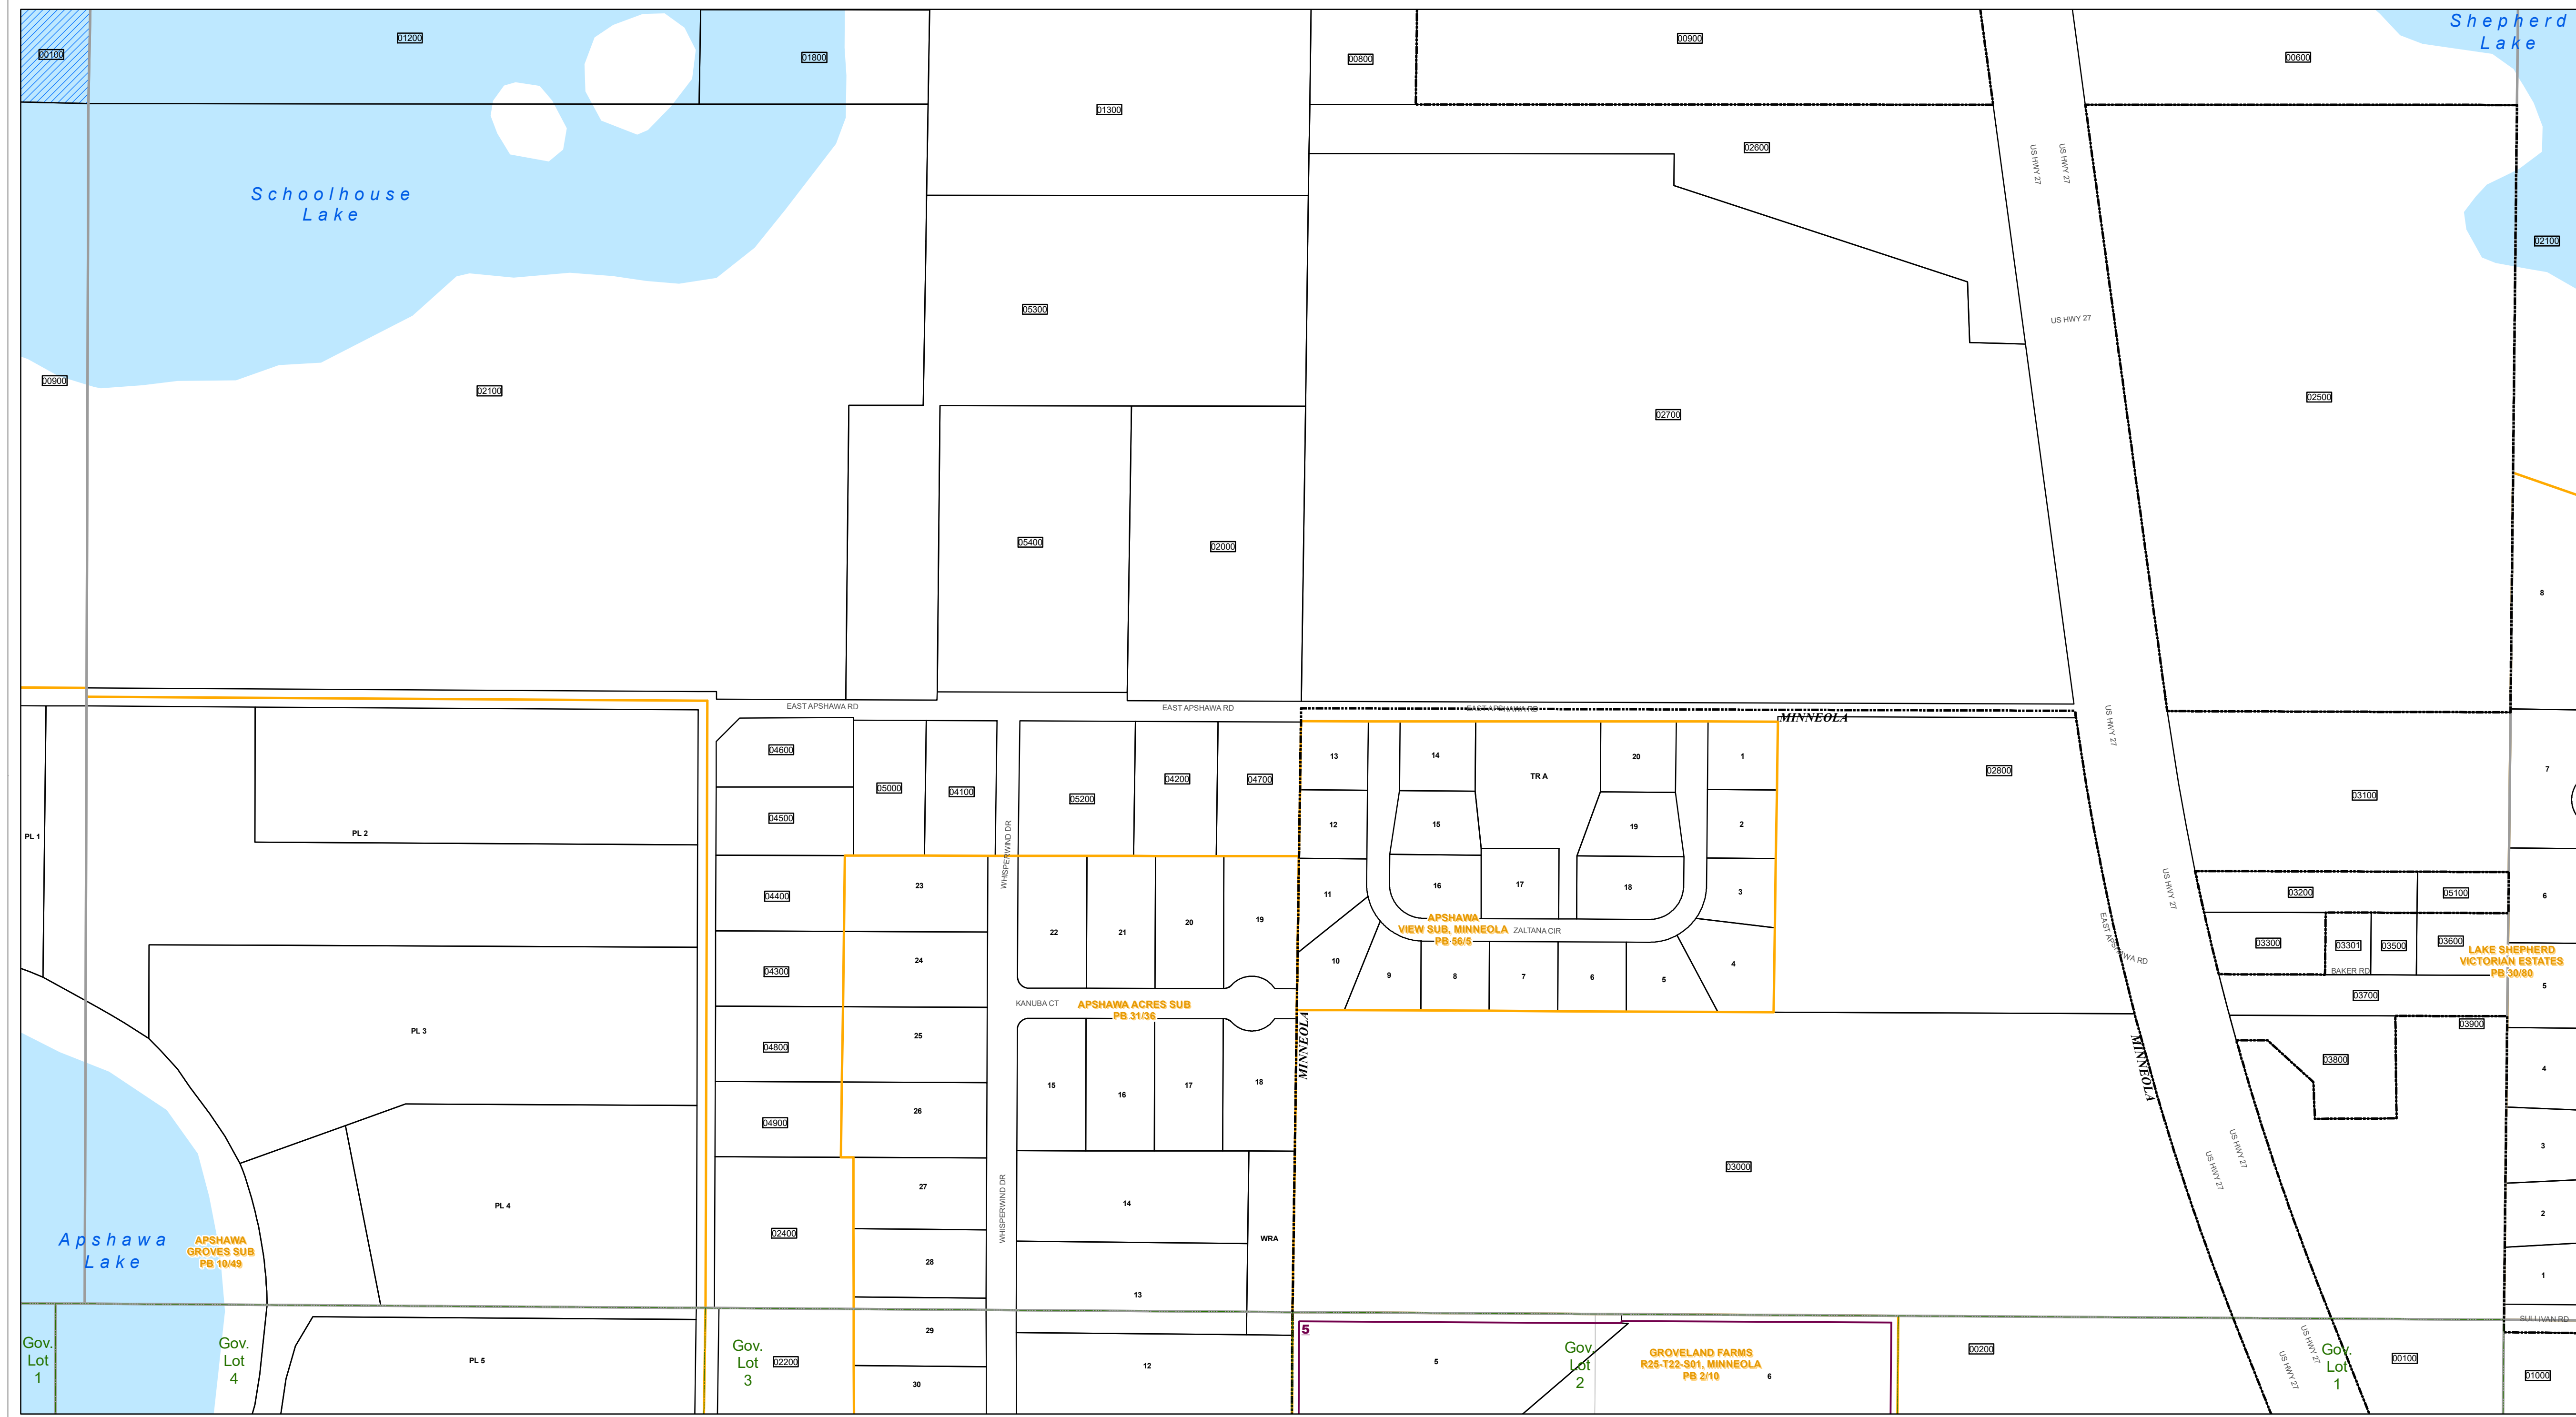 Shepherd
Lake
00100
01200
01800
00800
00900
00600
01300
02600
US HWY 27
US HWY 27
Schoolhouse
Lake
02100
05300
US HWY 27
00900
02100
02700
02500
05400
02000
8
EAST APSHAWA RD
EAST APSHAWA RD
EAST APSHAWA RD
MINNEOLA
US HWY 27
04600
05000
04100
05200
04200
04700
13
14
TR A
20
1
02800
7
03100
04500
PL 1
PL 2
WHISPERWIND DR
12
15
19
2
04400
23
22
21
20
19
11
16
17
18
3
US HWY 27
03200
05100
6
APSHAWA
VIEW SUB, MINNEOLA
PB 56/5
ZALTANA CIR
EAST APSHAWA RD
03300
03301
03500
03600
LAKE SHEPHERD
VICTORIAN ESTATES
PB 30/80
BAKER RD
04300
24
10
9
8
7
6
5
4
5
03700
KANUBA CT
APSHAWA ACRES SUB
PB 31/36
PL 3
04800
25
MINNEOLA
MINNEOLA
03900
03800
4
04900
26
15
16
17
18
3
US HWY 27
US HWY 27
03000
PL 4
27
WHISPERWIND DR
14
2
Apshawa
Lake
APSHAWA
GROVES SUB
PB 10/49
02400
28
WRA
13
1
SULLIVAN RD
Gov.
Lot
1
Gov.
Lot
4
PL 5
Gov.
Lot
3
02200
29
30
12
5
5
Gov.
Lot
2
GROVELAND FARMS
R25-T22-S01, MINNEOLA
PB 2/10
6
00200
US HWY 27
US HWY 27
Gov.
Lot
1
00100
01000